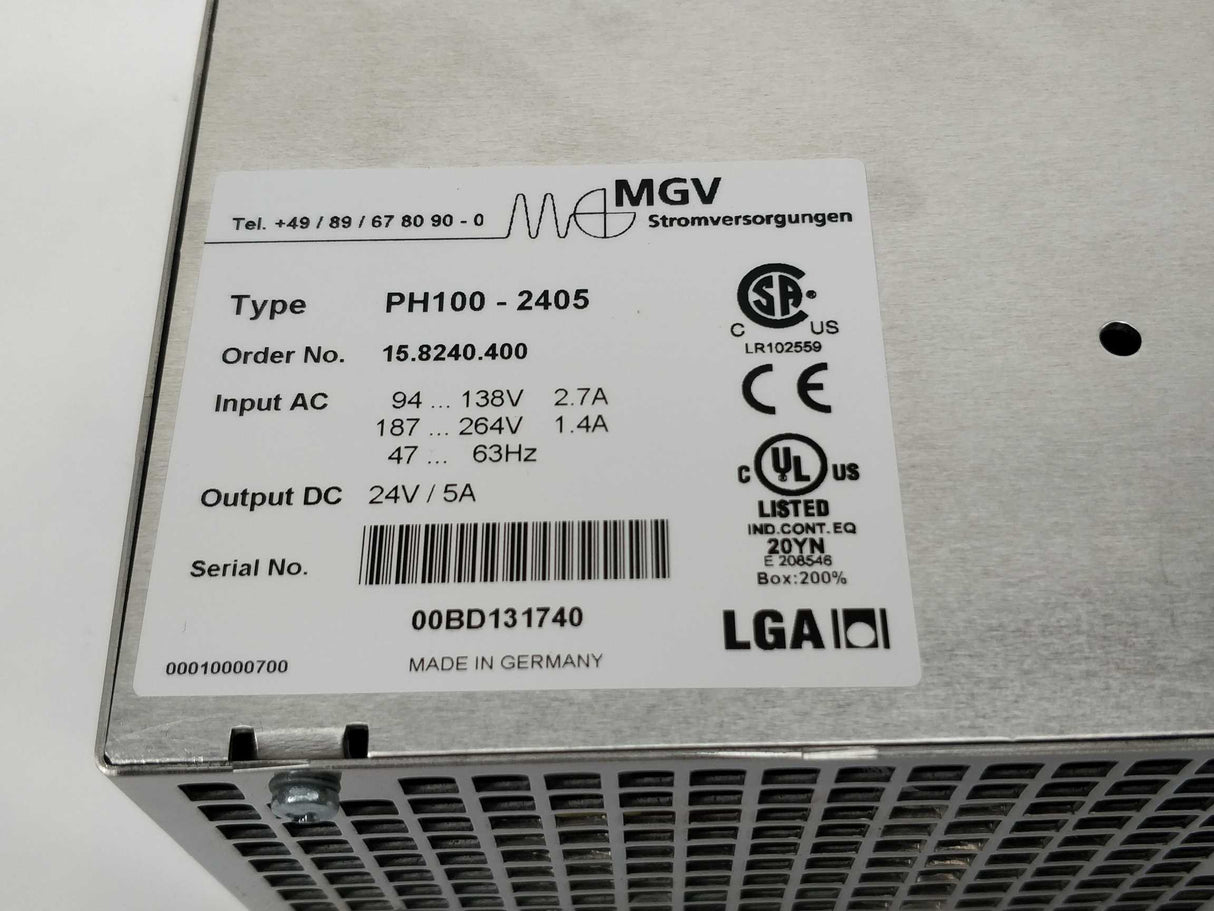 MGV
Tel. +49 / 89 / 67 80 90 - 0
Stromversorgungen
Type PH100 - 2405
Order No. 15.8240.400
Input AC 94 ... 138V 2.7A
187 ... 264V 1.4A
47 ... 63Hz
Output DC 24V / 5A
Serial No.
00BD131740
00010000700
MADE IN GERMANY
SA
C US
LR102559
CE
C UL US
LISTED
IND.CONT.EQ
20YN
E 208546
Box:200%
LGA